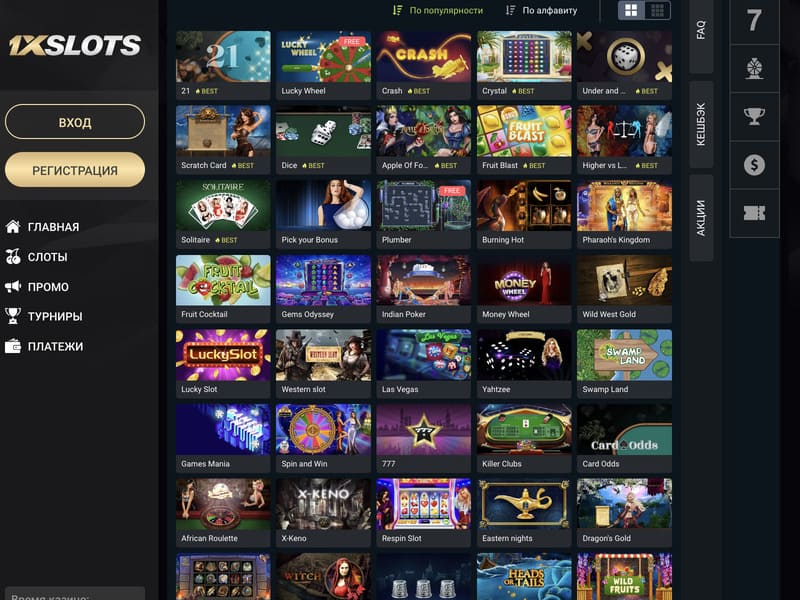 1XSLOTS
ВХОД
РЕГИСТРАЦИЯ
ГЛАВНАЯ
СЛОТЫ
ПРОМО
ТУРНИРЫ
ПЛАТЕЖИ
Время казино:
По популярности
По алфавиту
21
LUCKY WHEEL
FREE
CRASH
21 BEST
Lucky Wheel
Crash BEST
Crystal BEST
Under and ... BEST
FRUIT BLAST
Scratch Card BEST
Dice BEST
Apple Of Fo... BEST
Fruit Blast BEST
Higher vs L... BEST
SOLITAIRE
FREE
Solitaire BEST
Pick your Bonus
Plumber
Burning Hot
Pharaoh's Kingdom
FRUIT COCKTAIL
MONEY WHEEL
Fruit Cocktail
Gems Odyssey
Indian Poker
Money Wheel
Wild West Gold
LuckySlot
WESTERN SLOT
Las Vegas
SWAMP LAND
Lucky Slot
Western slot
Las Vegas
Yahtzee
Swamp Land
777
Card Odds
Games Mania
Spin and Win
777
Killer Clubs
Card Odds
X-KENO
African Roulette
X-Keno
Respin Slot
Eastern nights
Dragon's Gold
WITCH
HEADS OR TAILS
WILD FRUITS
FAQ
КЕШБЭК
АКЦИИ
7
$